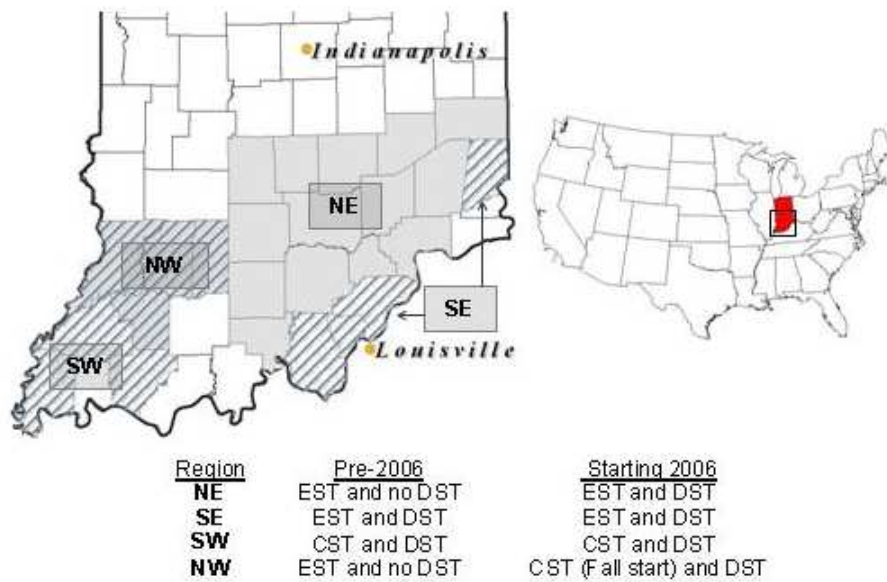 Indianapolis
NE
NW
SE
SW
Louisville
Region Pre-2006 Starting 2006
NE EST and no DST EST and DST
SE EST and DST EST and DST
SW CST and DST CST and DST
NW EST and no DST CST (Fall start) and DST